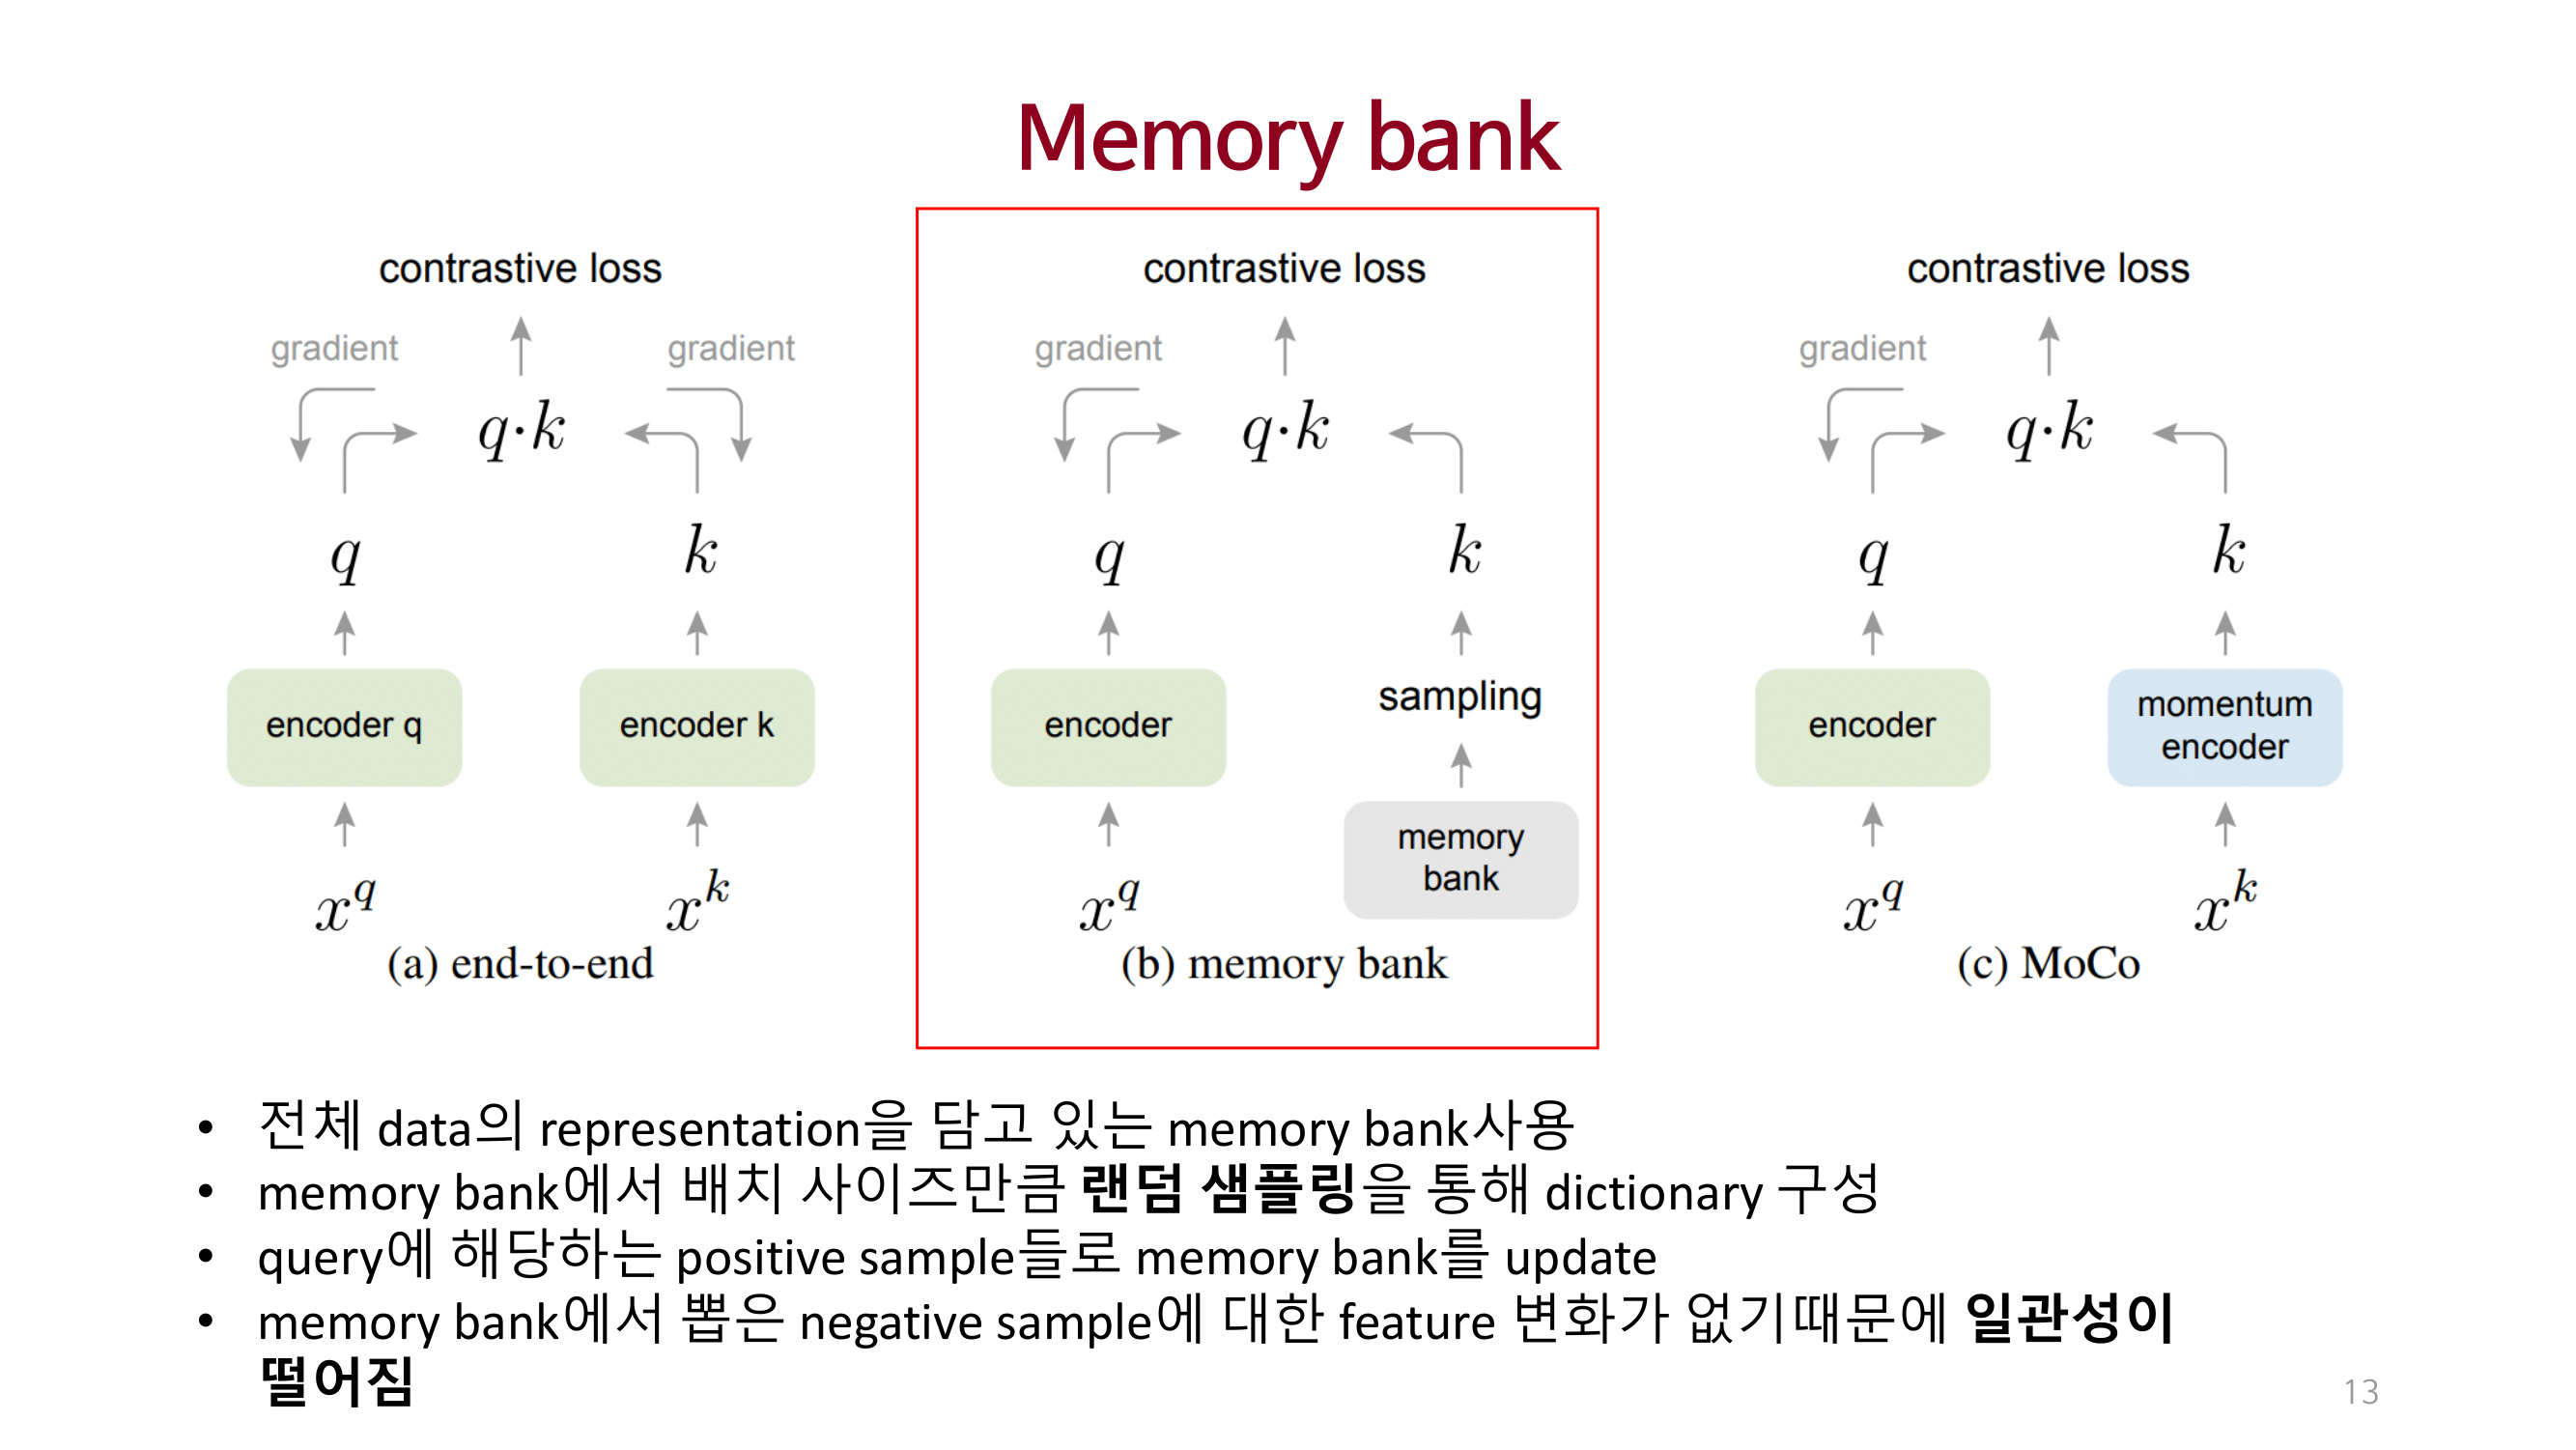 Memory bank
contrastive loss
gradient
gradient
q·k
q
k
encoder q
encoder k
x^q
x^k
(a) end-to-end
contrastive loss
gradient
q·k
q
k
sampling
encoder
memory
bank
x^q
(b) memory bank
contrastive loss
gradient
q·k
q
k
encoder
momentum
encoder
x^q
x^k
(c) MoCo
• 전체 data의 representation을 담고 있는 memory bank사용
• memory bank에서 배치 사이즈만큼 랜덤 샘플링을 통해 dictionary 구성
• query에 해당하는 positive sample들로 memory bank를 update
• memory bank에서 뽑은 negative sample에 대한 feature 변화가 없기때문에 일관성이
떨어짐
13